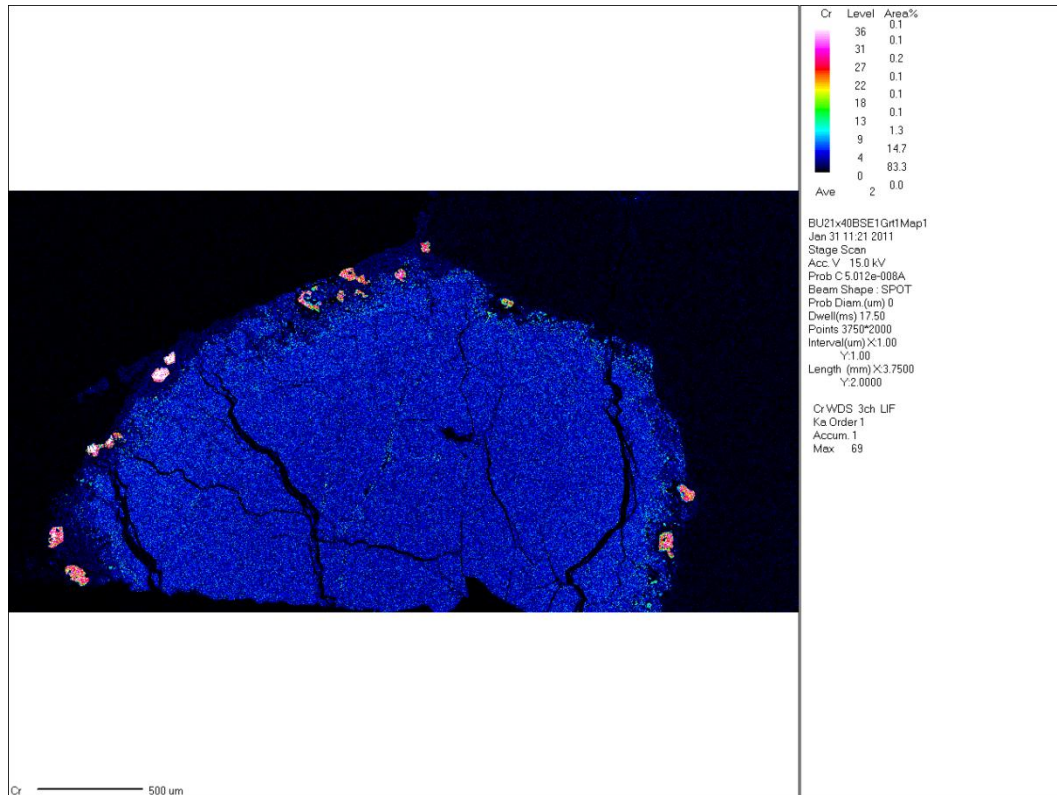 Cr Level Area%
0.1
36
0.1
31
0.2
27
0.1
22
0.1
18
0.1
13
1.3
9
14.7
4
83.3
0
0.0
Ave 2
BU21x40BSE1Grt1Map1
Jan 31 11:21 2011
Stage Scan
Acc. V 15.0 kV
Prob C 5.012e-008A
Beam Shape : SPOT
Prob Diam.(um) 0
Dwell(ms) 17.50
Points 3750*2000
Interval(um) X:1.00
Y:1.00
Length (mm) X:3.7500
Y:2.0000
Cr WDS 3ch LIF
Ka Order 1
Accum. 1
Max 69
Cr 500 um